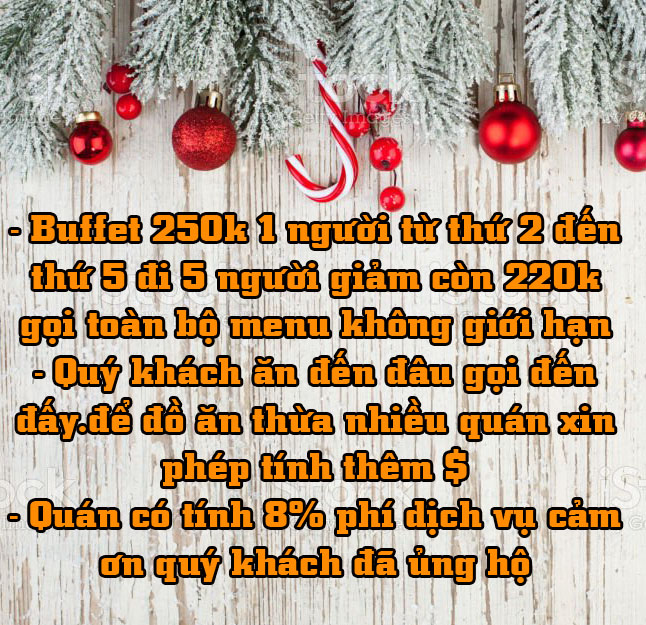 - Buffet 250k 1 người từ thứ 2 đến
thứ 5 đi 5 người giảm còn 220k
gọi toàn bộ menu không giới hạn
- Quý khách ăn đến đâu gọi đến
đấy.để đồ ăn thừa nhiều quán xin
phép tính thêm $
- Quán có tính 8% phí dịch vụ cảm
ơn quý khách đã ủng hộ